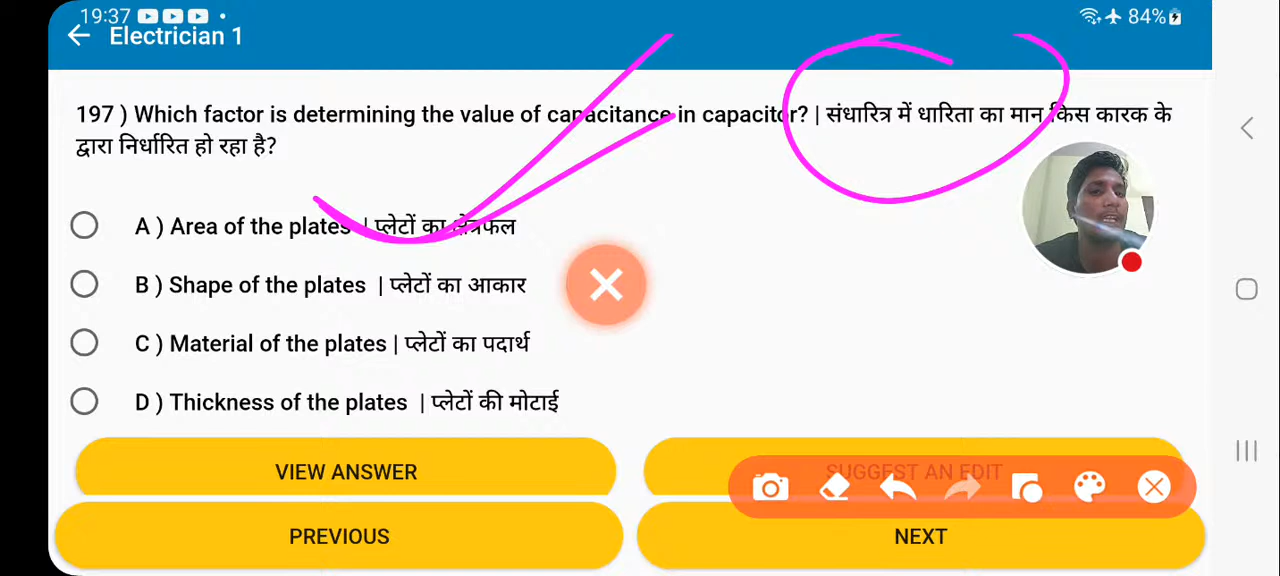 19:37
84%
Electrician 1
197 ) Which factor is determining the value of capacitance in capacitor? | संधारित्र में धारिता का मान किस कारक के
द्वारा निर्धारित हो रहा है?
A ) Area of the plates | प्लेटों का क्षेत्रफल
B ) Shape of the plates | प्लेटों का आकार
C ) Material of the plates | प्लेटों का पदार्थ
D ) Thickness of the plates | प्लेटों की मोटाई
VIEW ANSWER
SUGGEST AN EDIT
PREVIOUS
NEXT